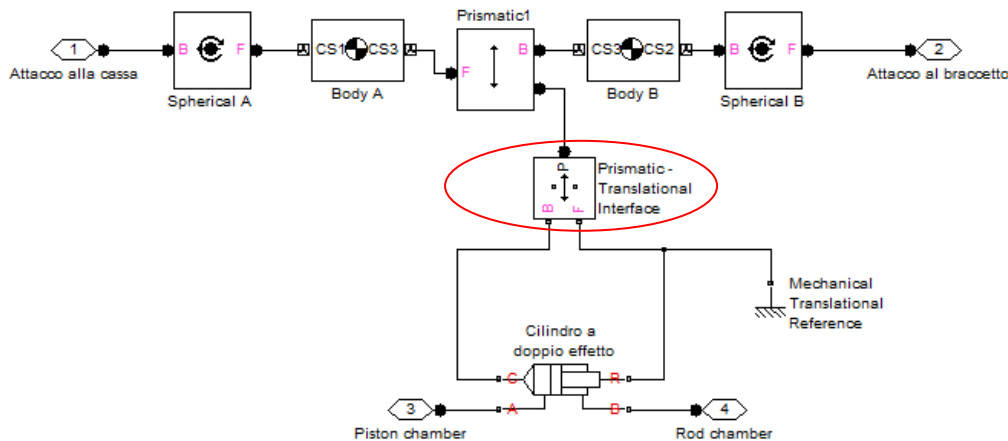 Prismatic1
1
B
F
CS1
CS3
F
B
CS3
CS2
B
F
2
Attacco alla cassa
Spherical A
Body A
Body B
Spherical B
Attacco al braccetto
P
B
F
Prismatic -
Translational
Interface
Mechanical
Translational
Reference
Cilindro a
doppio effetto
C
R
3
A
B
4
Piston chamber
Rod chamber